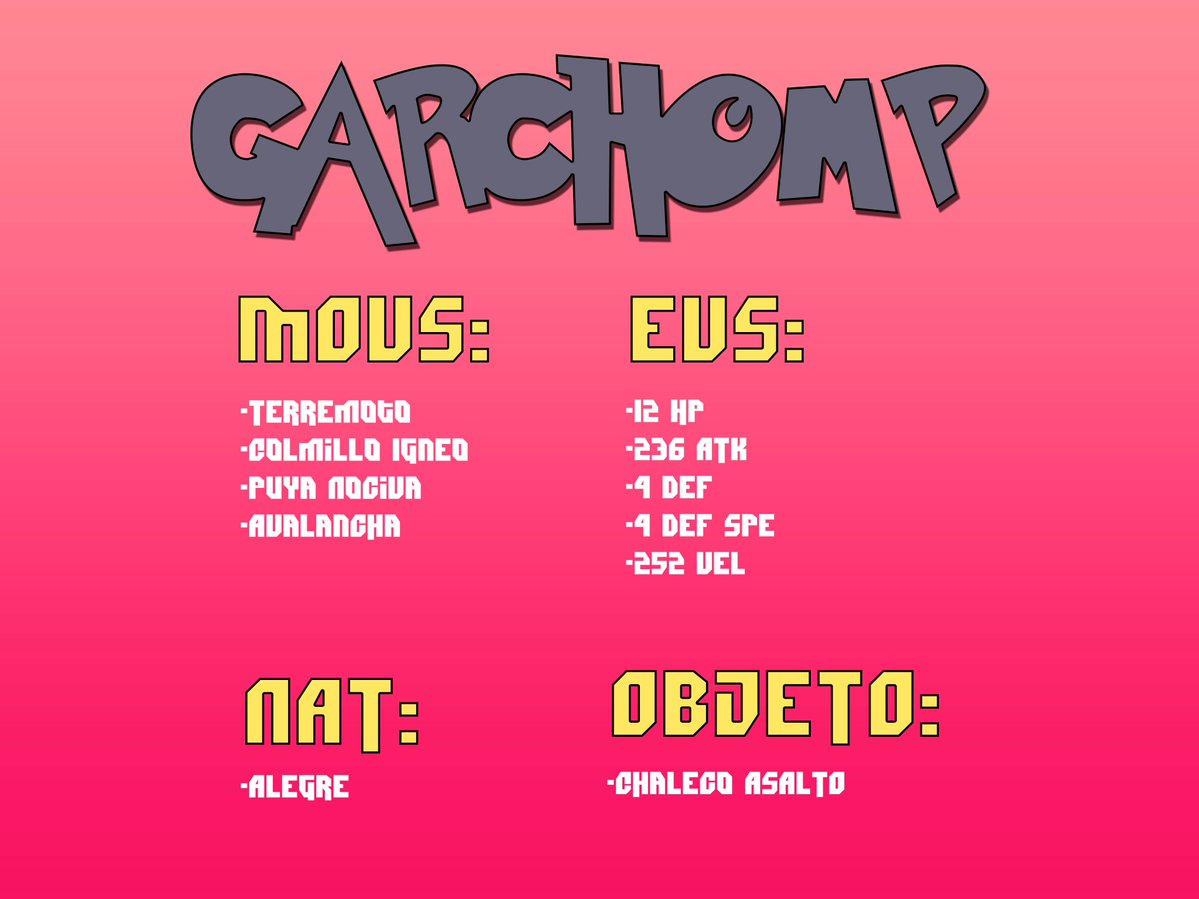 GARCHOMP
MOVS:
-TERREMOTO
-COLMILLO IGNEO
-PUYA NOCIVA
-AVALANCHA
EVS:
-12 HP
-236 ATK
-4 DEF
-4 DEF SPE
-252 VEL
NAT:
-ALEGRE
OBJETO:
-CHALECO ASALTO